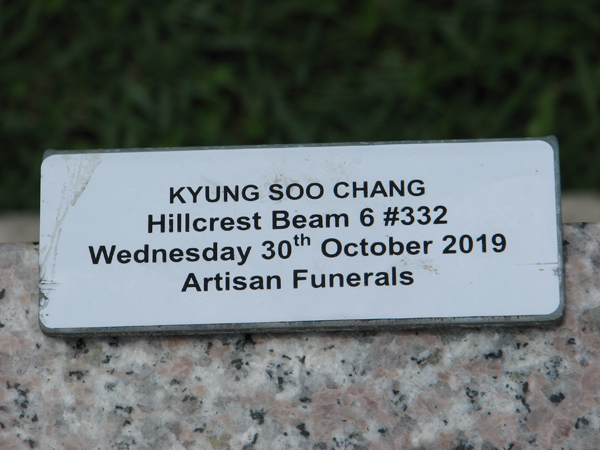 KYUNG SOO CHANG
Hillcrest Beam 6 #332
Wednesday 30th October 2019
Artisan Funerals